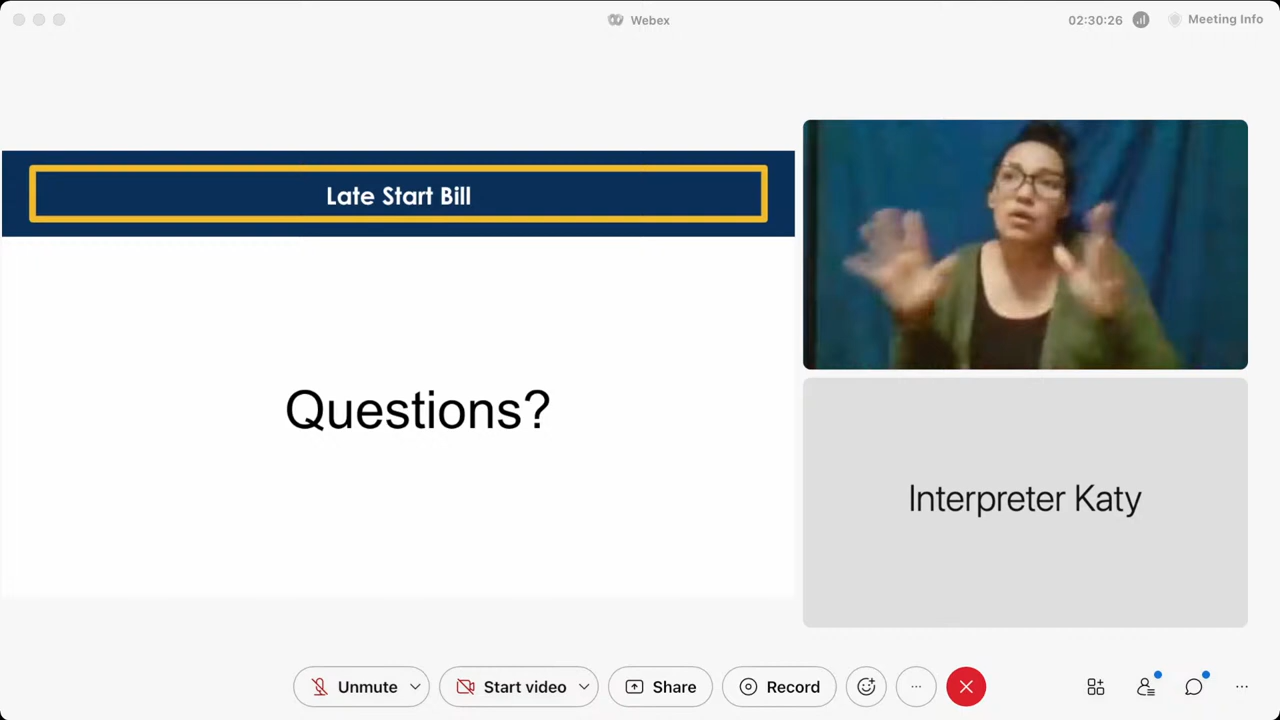 Webex
02:30:26
Meeting Info
Late Start Bill
Questions?
Interpreter Katy
Unmute
Start video
Share
Record